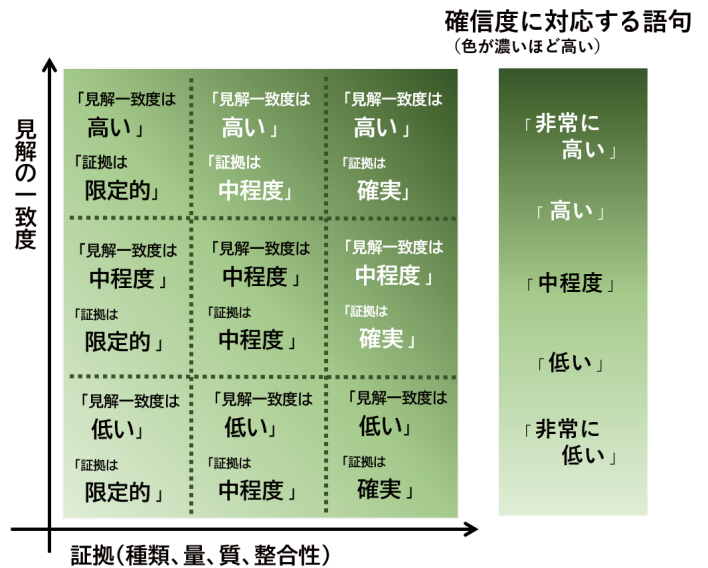 確信度に対応する語句
（色が濃いほど高い）
見解の一致度
「見解一致度は
高い」
「証拠は
限定的」
「見解一致度は
高い」
「証拠は
中程度」
「見解一致度は
高い」
「証拠は
確実」
「見解一致度は
中程度」
「証拠は
限定的」
「見解一致度は
中程度」
「証拠は
中程度」
「見解一致度は
中程度」
「証拠は
確実」
「見解一致度は
低い」
「証拠は
限定的」
「見解一致度は
低い」
「証拠は
中程度」
「見解一致度は
低い」
「証拠は
確実」
証拠（種類、量、質、整合性）
「非常に
高い」
「高い」
「中程度」
「低い」
「非常に
低い」